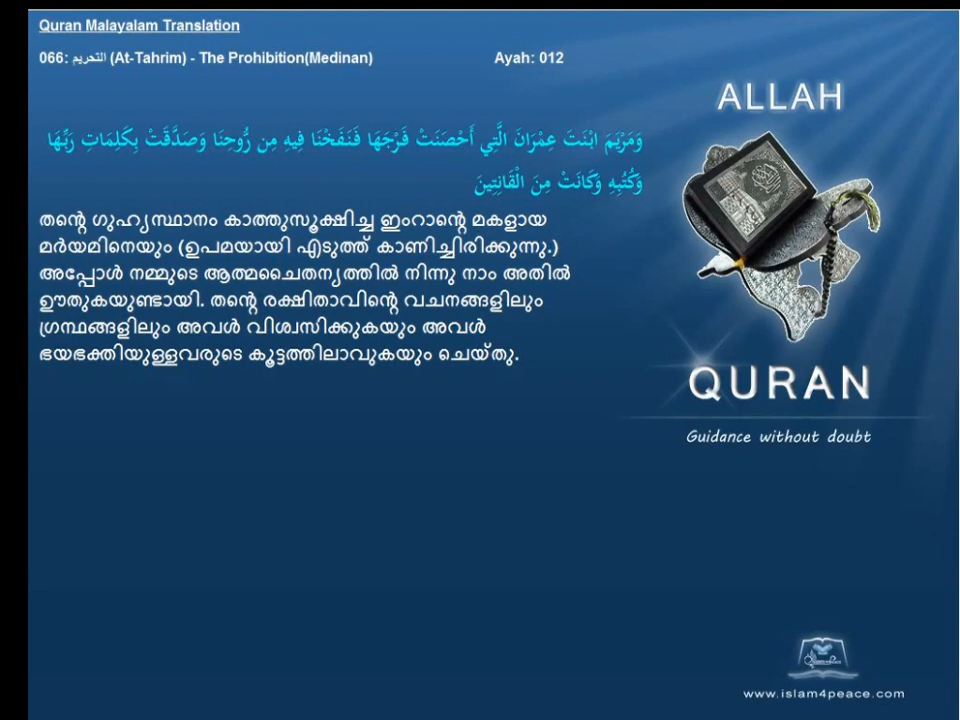 Quran Malayalam Translation
066: التحريم (At-Tahrim) - The Prohibition(Medinan) Ayah: 012
وَمَرْيَمَ ابْنَتَ عِمْرَانَ الَّتِي أَحْصَنَتْ فَرْجَهَا فَنَفَخْنَا فِيهِ مِن رُّوحِنَا وَصَدَّقَتْ بِكَلِمَاتِ رَبِّهَا
وَكُتُبِهِ وَكَانَتْ مِنَ الْقَانِتِينَ
തന്റെ ഗുഹ്യസ്ഥാനം കാത്തുസൂക്ഷിച്ച ഇംറാന്റെ മകളായ
മര്‍യമിനെയും (ഉപമയായി എടുത്ത് കാണിച്ചിരിക്കുന്നു.)
അപ്പോള്‍ നമ്മുടെ ആത്മചൈതന്യത്തില്‍ നിന്നു നാം അതില്‍
ഊതുകയുണ്ടായി. തന്റെ രക്ഷിതാവിന്റെ വചനങ്ങളിലും
ഗ്രന്ഥങ്ങളിലും അവള്‍ വിശ്വസിക്കുകയും അവള്‍
ഭയഭക്തിയുള്ളവരുടെ കൂട്ടത്തിലാവുകയും ചെയ്തു.
ALLAH
QURAN
Guidance without doubt
www.islam4peace.com